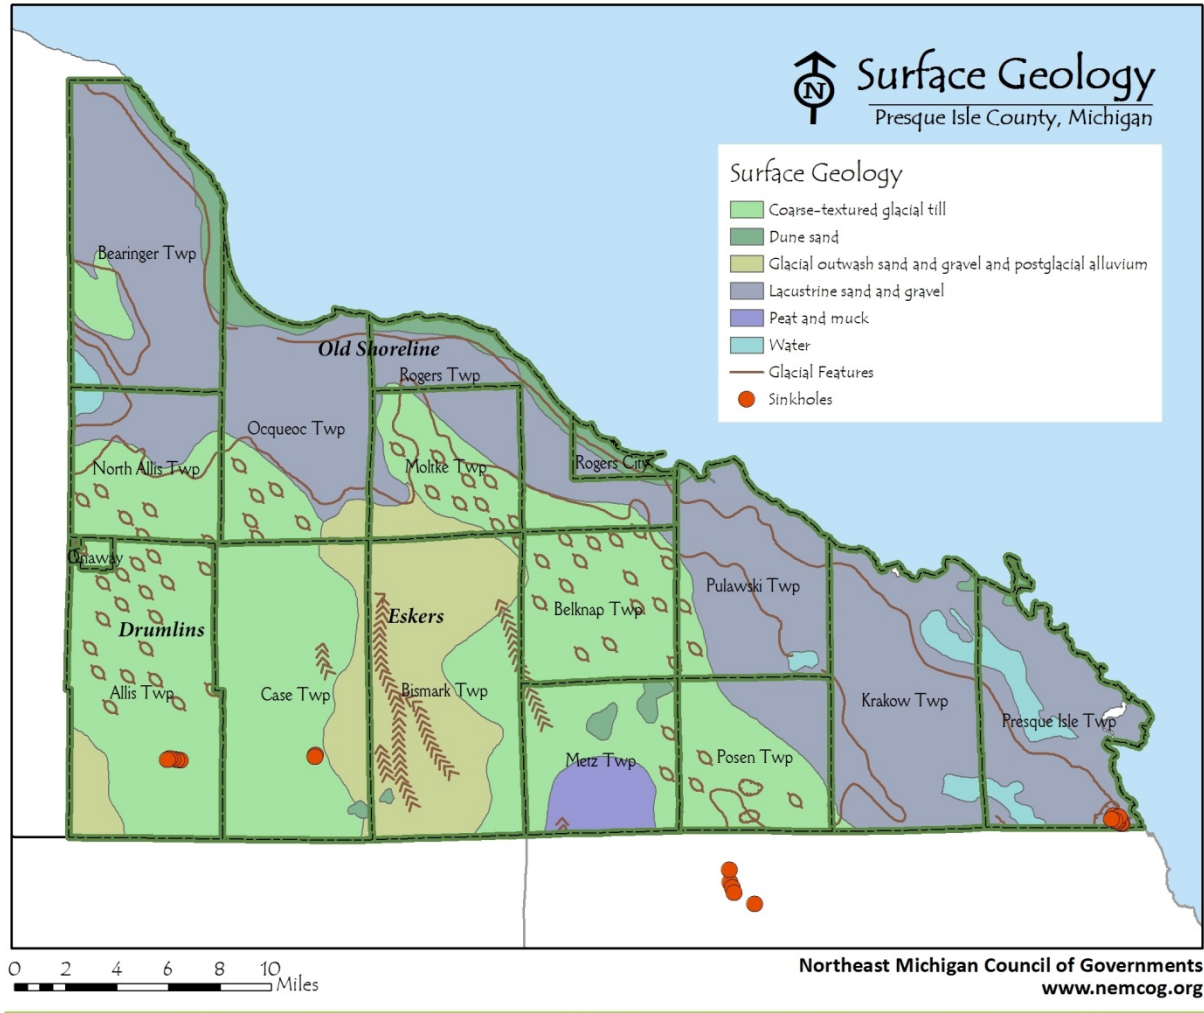 N
Surface Geology
Presque Isle County, Michigan
Surface Geology
Coarse-textured glacial till
Dune sand
Glacial outwash sand and gravel and postglacial alluvium
Lacustrine sand and gravel
Peat and muck
Water
Glacial Features
Sinkholes
Bearinger Twp
Old Shoreline
Rogers Twp
Ocqueoc Twp
North Allis Twp
Moltke Twp
Rogers City
Onaway
Pulawski Twp
Belknap Twp
Drumlins
Eskers
Allis Twp
Case Twp
Bismark Twp
Krakow Twp
Presque Isle Twp
Metz Twp
Posen Twp
0 2 4 6 8 10
Miles
Northeast Michigan Council of Governments
www.nemcog.org